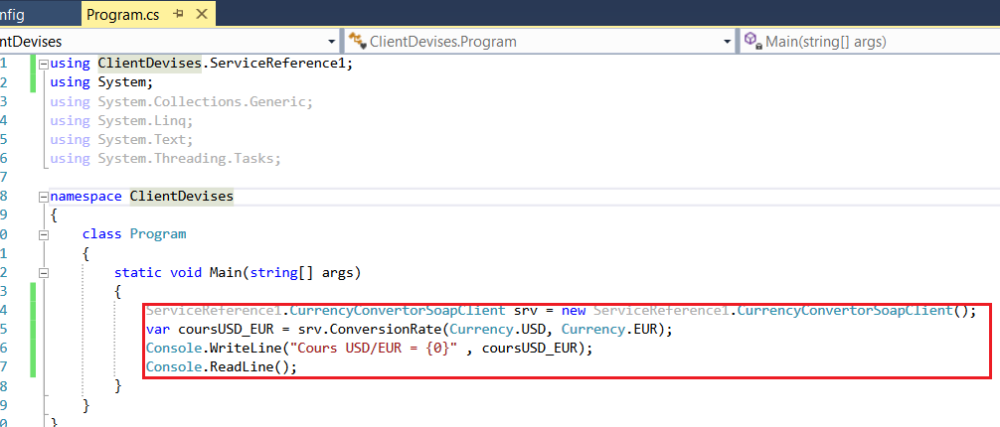 nfig Program.cs
ntDevises ClientDevises.Program Main(string[] args)
1 using ClientDevises.ServiceReference1;
2 using System;
3 using System.Collections.Generic;
4 using System.Linq;
5 using System.Text;
6 using System.Threading.Tasks;
7
8 namespace ClientDevises
9 {
0 class Program
1 {
2 static void Main(string[] args)
3 {
4 ServiceReference1.CurrencyConvertorSoapClient srv = new ServiceReference1.CurrencyConvertorSoapClient();
5 var coursUSD_EUR = srv.ConversionRate(Currency.USD, Currency.EUR);
6 Console.WriteLine("Cours USD/EUR = {0}" , coursUSD_EUR);
7 Console.ReadLine();
8 }
9 }
0 }